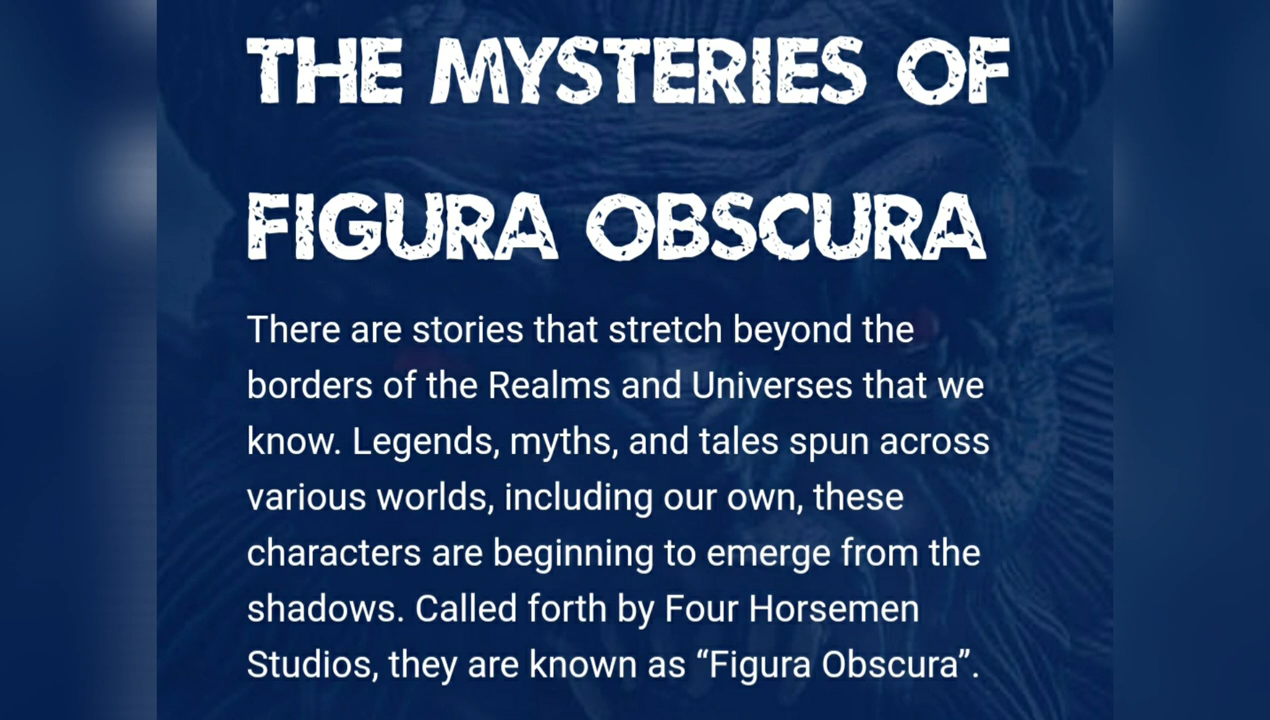 THE MYSTERIES OF
FIGURA OBSCURA
There are stories that stretch beyond the
borders of the Realms and Universes that we
know. Legends, myths, and tales spun across
various worlds, including our own, these
characters are beginning to emerge from the
shadows. Called forth by Four Horsemen
Studios, they are known as “Figura Obscura”.